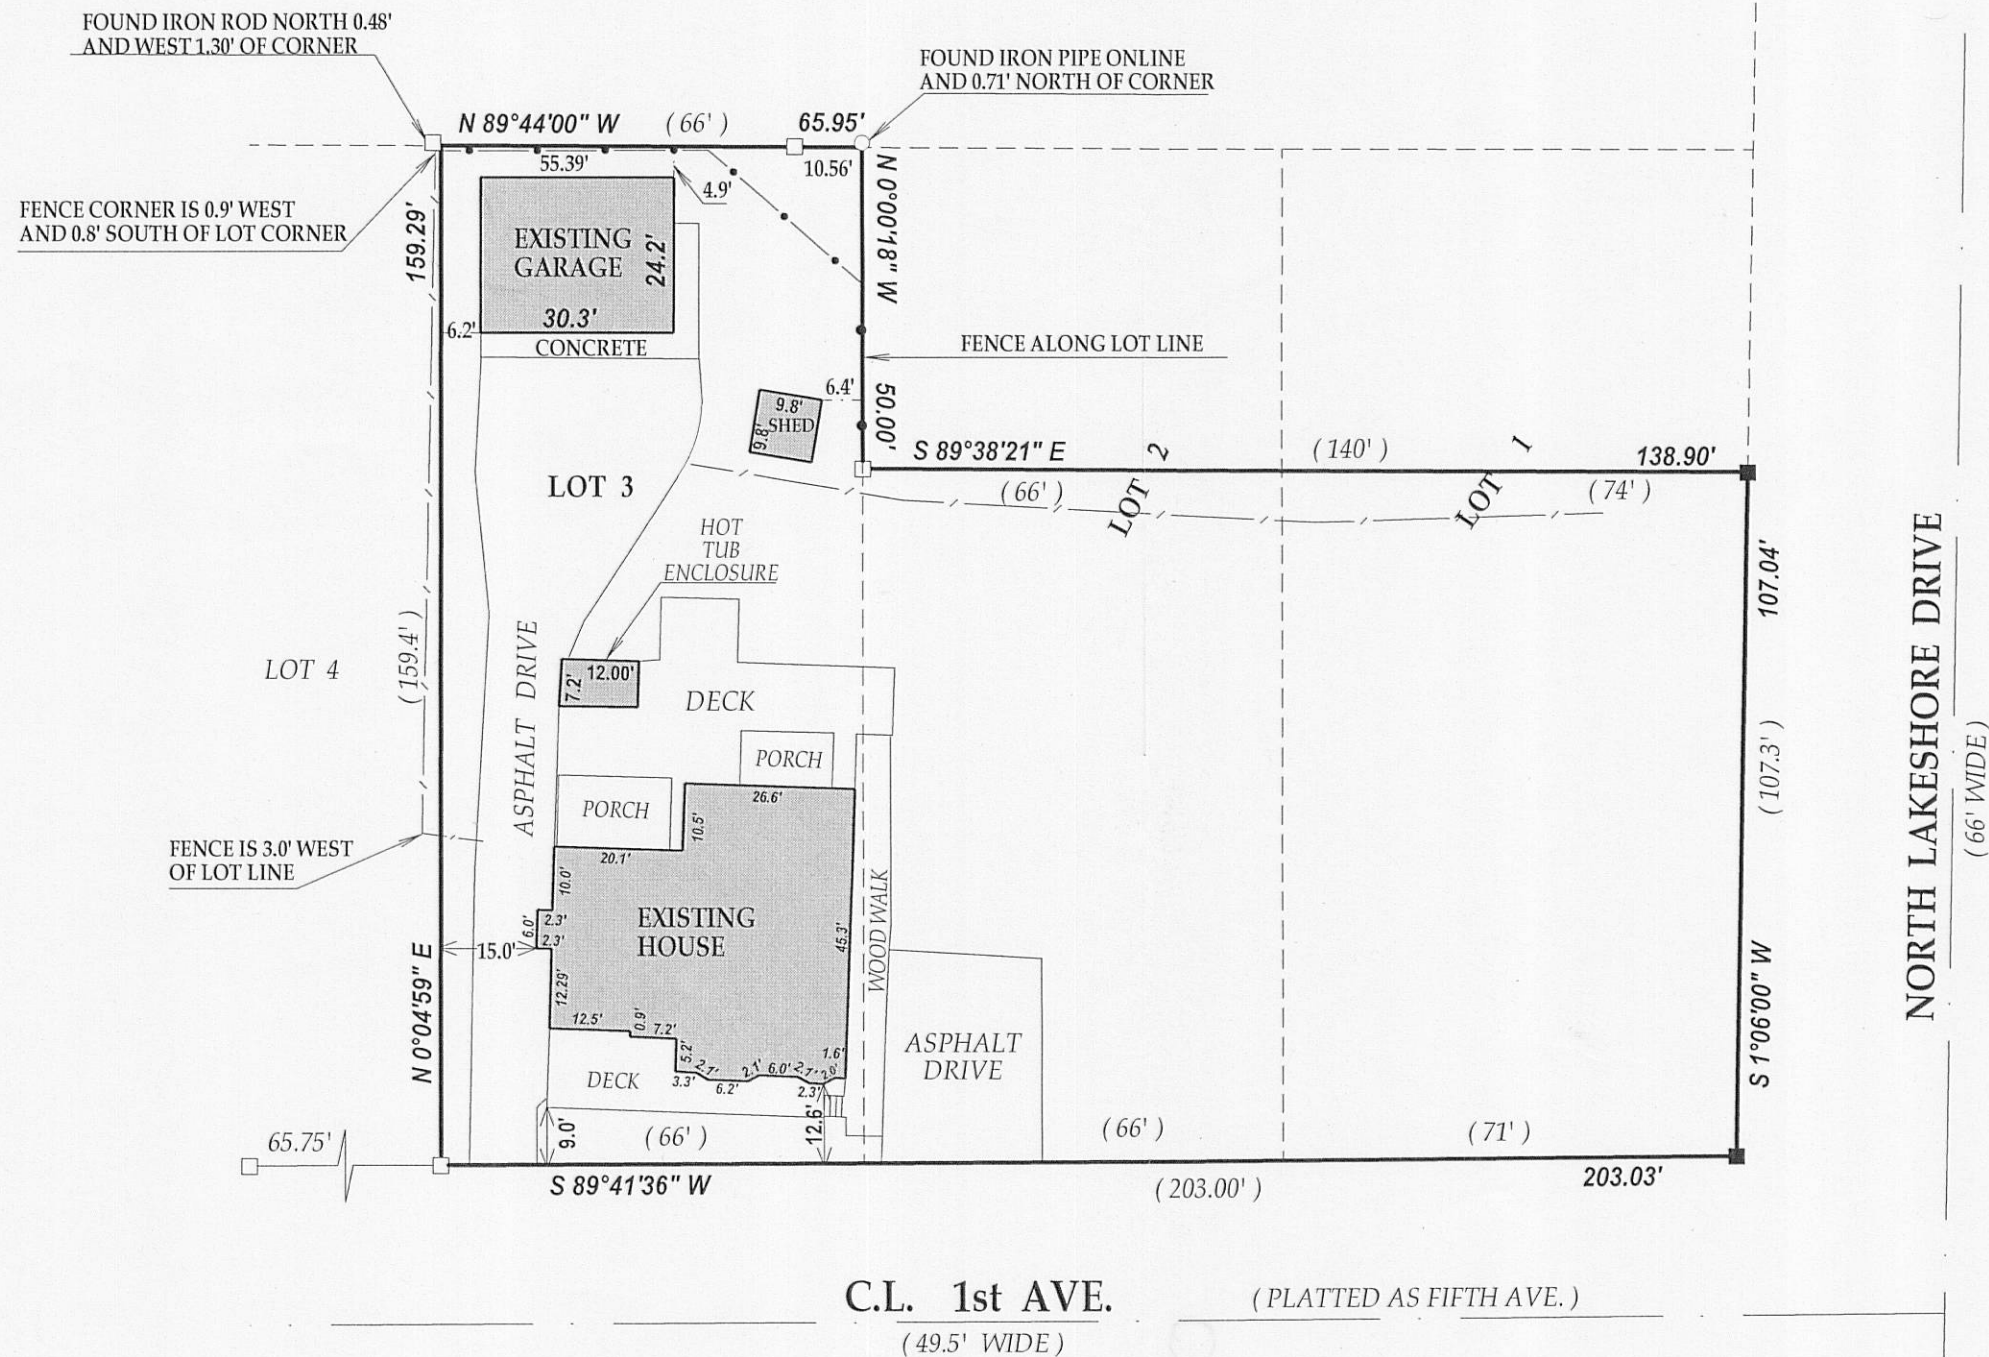 FOUND IRON ROD NORTH 0.48'
AND WEST 1.30' OF CORNER
FOUND IRON PIPE ONLINE
AND 0.71' NORTH OF CORNER
N 89°44'00" W
( 66' )
65.95'
55.39'
10.56'
4.9'
FENCE CORNER IS 0.9' WEST
AND 0.8' SOUTH OF LOT CORNER
159.29'
EXISTING
GARAGE
24.2'
30.3'
6.2'
CONCRETE
N 0°00'18" W
50.00'
FENCE ALONG LOT LINE
6.4'
9.8'
9.8'
SHED
S 89°38'21" E
( 140' )
138.90'
( 66' )
( 74' )
LOT 2
LOT 1
LOT 3
HOT
TUB
ENCLOSURE
107.04'
NORTH LAKESHORE DRIVE
( 66' WIDE )
LOT 4
( 159.4' )
ASPHALT DRIVE
12.00'
7.2'
DECK
PORCH
PORCH
( 107.3' )
26.6'
10.5'
20.1'
FENCE IS 3.0' WEST
OF LOT LINE
10.0'
2.3'
6.0'
2.3'
EXISTING
HOUSE
45.3'
WOOD WALK
15.0'
N 0°04'59" E
12.29'
12.5'
0.9'
7.2'
5.2'
3.3'
2.1'
6.2'
2.1'
6.0'
2.1'
2.3'
2.0'
1.6'
ASPHALT
DRIVE
S 1°06'00" W
DECK
9.0'
12.6'
65.75'
( 66' )
( 66' )
( 71' )
S 89°41'36" W
( 203.00' )
203.03'
C.L. 1st AVE.
( PLATTED AS FIFTH AVE. )
( 49.5' WIDE )